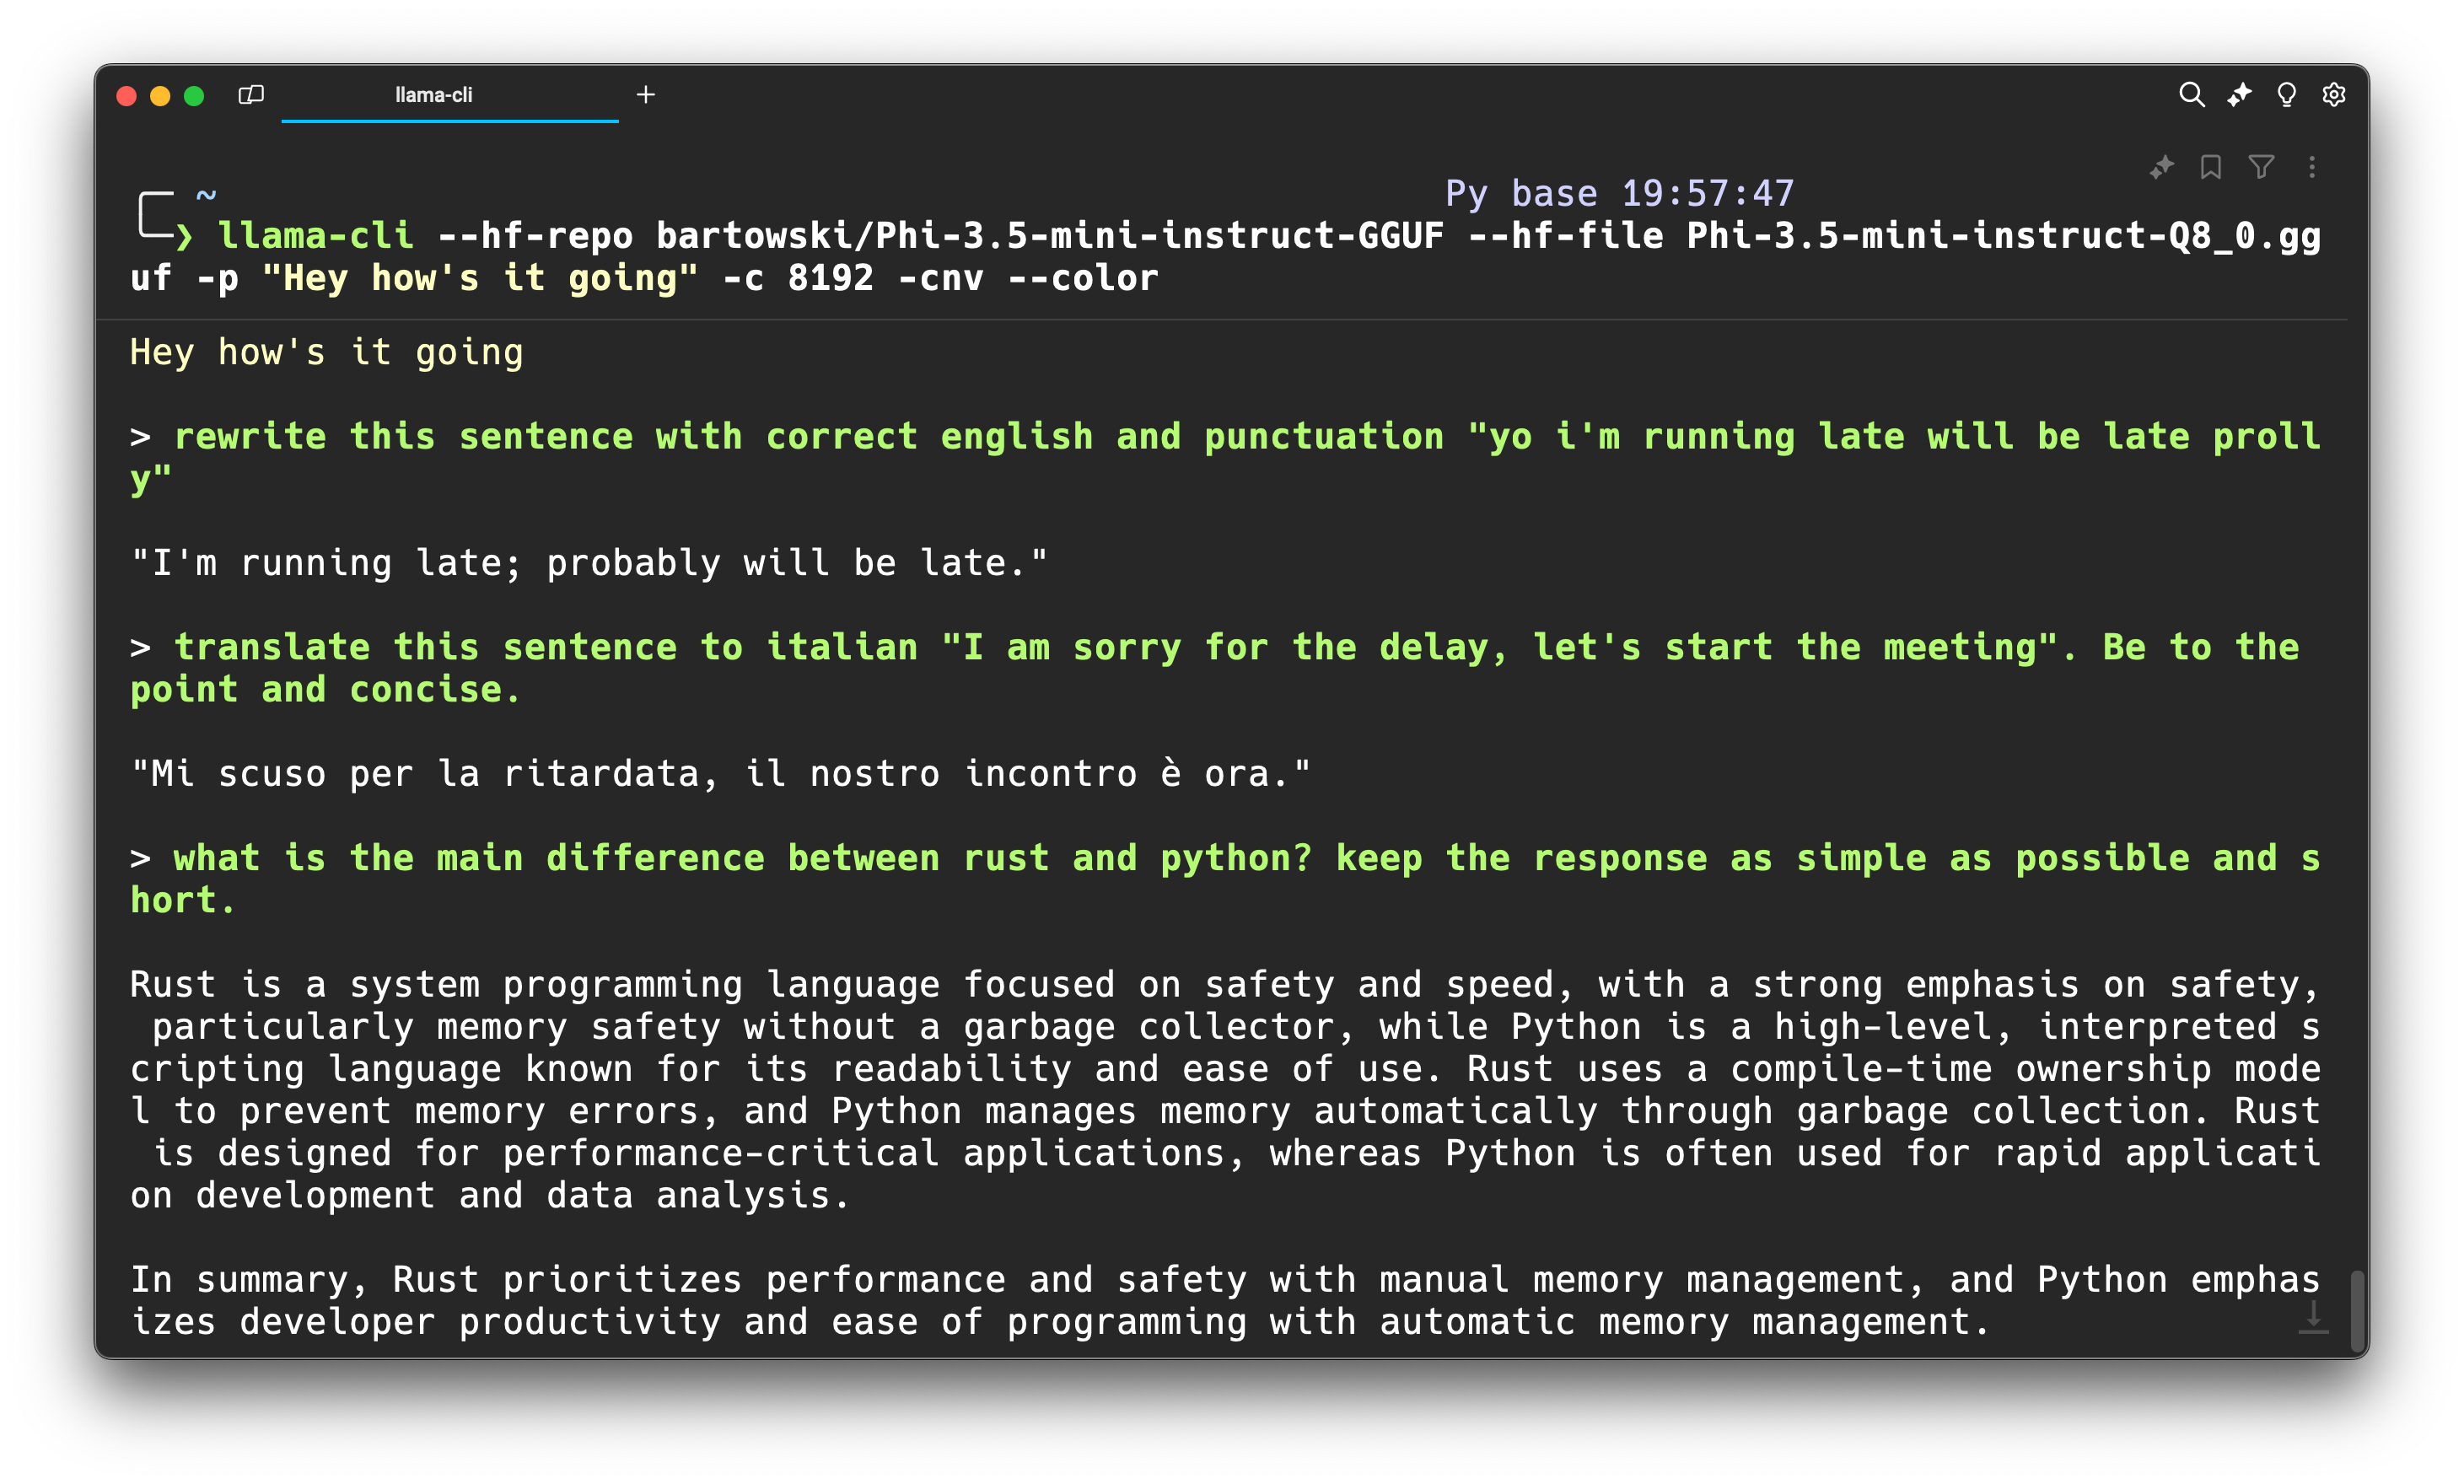 llama-cli
~ Py base 19:57:47
❯ llama-cli --hf-repo bartowski/Phi-3.5-mini-instruct-GGUF --hf-file Phi-3.5-mini-instruct-Q8_0.gg
uf -p "Hey how's it going" -c 8192 -cnv --color
Hey how's it going
> rewrite this sentence with correct english and punctuation "yo i'm running late will be late proll
y"
"I'm running late; probably will be late."
> translate this sentence to italian "I am sorry for the delay, let's start the meeting". Be to the
point and concise.
"Mi scuso per la ritardata, il nostro incontro è ora."
> what is the main difference between rust and python? keep the response as simple as possible and s
hort.
Rust is a system programming language focused on safety and speed, with a strong emphasis on safety,
 particularly memory safety without a garbage collector, while Python is a high-level, interpreted s
cripting language known for its readability and ease of use. Rust uses a compile-time ownership mode
l to prevent memory errors, and Python manages memory automatically through garbage collection. Rust
 is designed for performance-critical applications, whereas Python is often used for rapid applicati
on development and data analysis.
In summary, Rust prioritizes performance and safety with manual memory management, and Python emphas
izes developer productivity and ease of programming with automatic memory management.